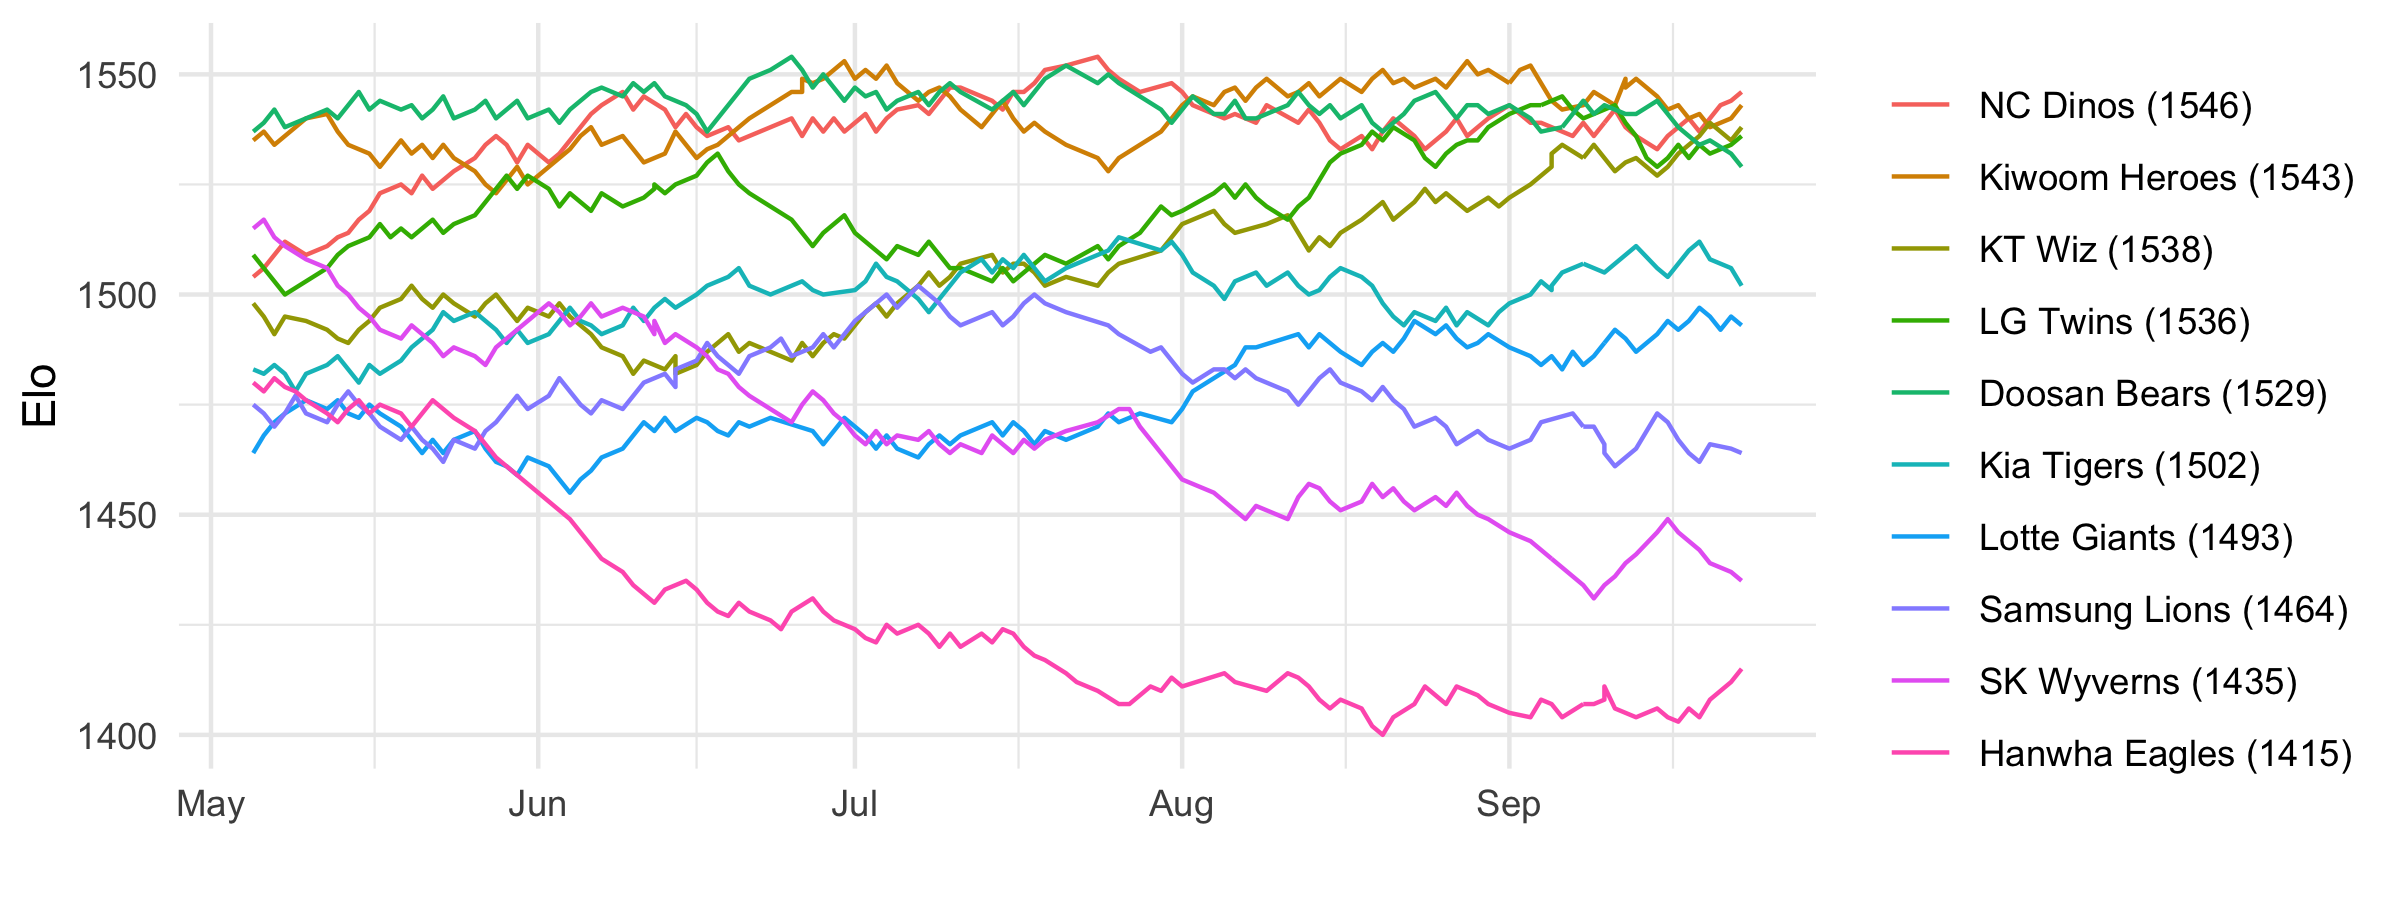 Elo
1550
1500
1450
1400
May Jun Jul Aug Sep
NC Dinos (1546)
Kiwoom Heroes (1543)
KT Wiz (1538)
LG Twins (1536)
Doosan Bears (1529)
Kia Tigers (1502)
Lotte Giants (1493)
Samsung Lions (1464)
SK Wyverns (1435)
Hanwha Eagles (1415)